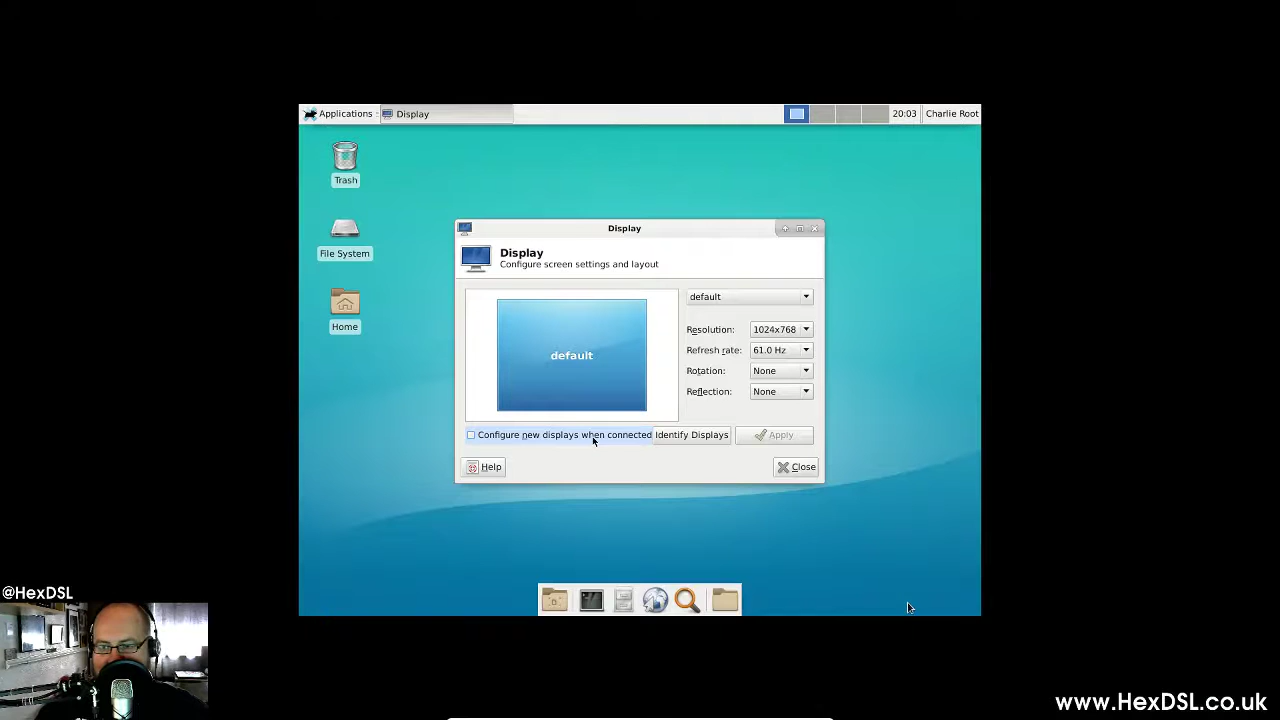 Applications
Display
20:03
Charlie Root
Trash
File System
Home
Display
Display
Configure screen settings and layout
default
default
Resolution: 1024x768
Refresh rate: 61.0 Hz
Rotation: None
Reflection: None
Configure new displays when connected
Identify Displays
Apply
Help
Close
@HexDSL
www.HexDSL.co.uk